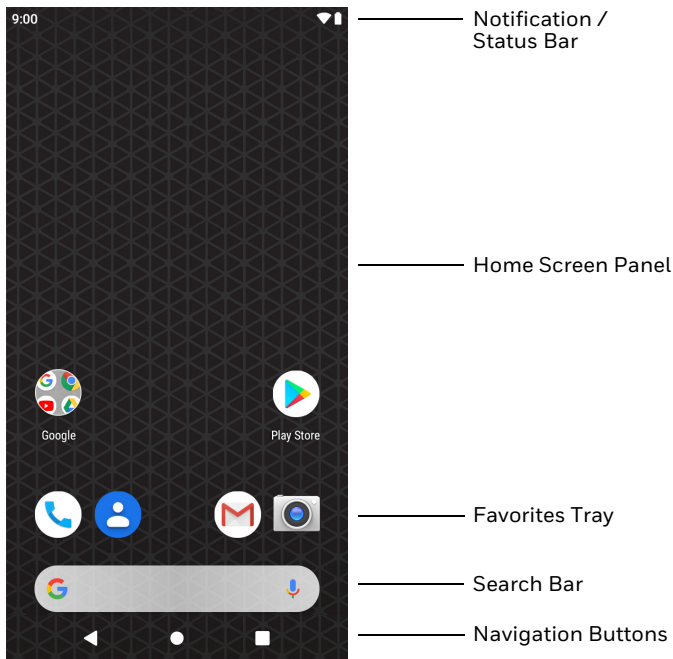 9:00
Notification /
Status Bar
Home Screen Panel
Google
Play Store
Favorites Tray
Search Bar
Navigation Buttons